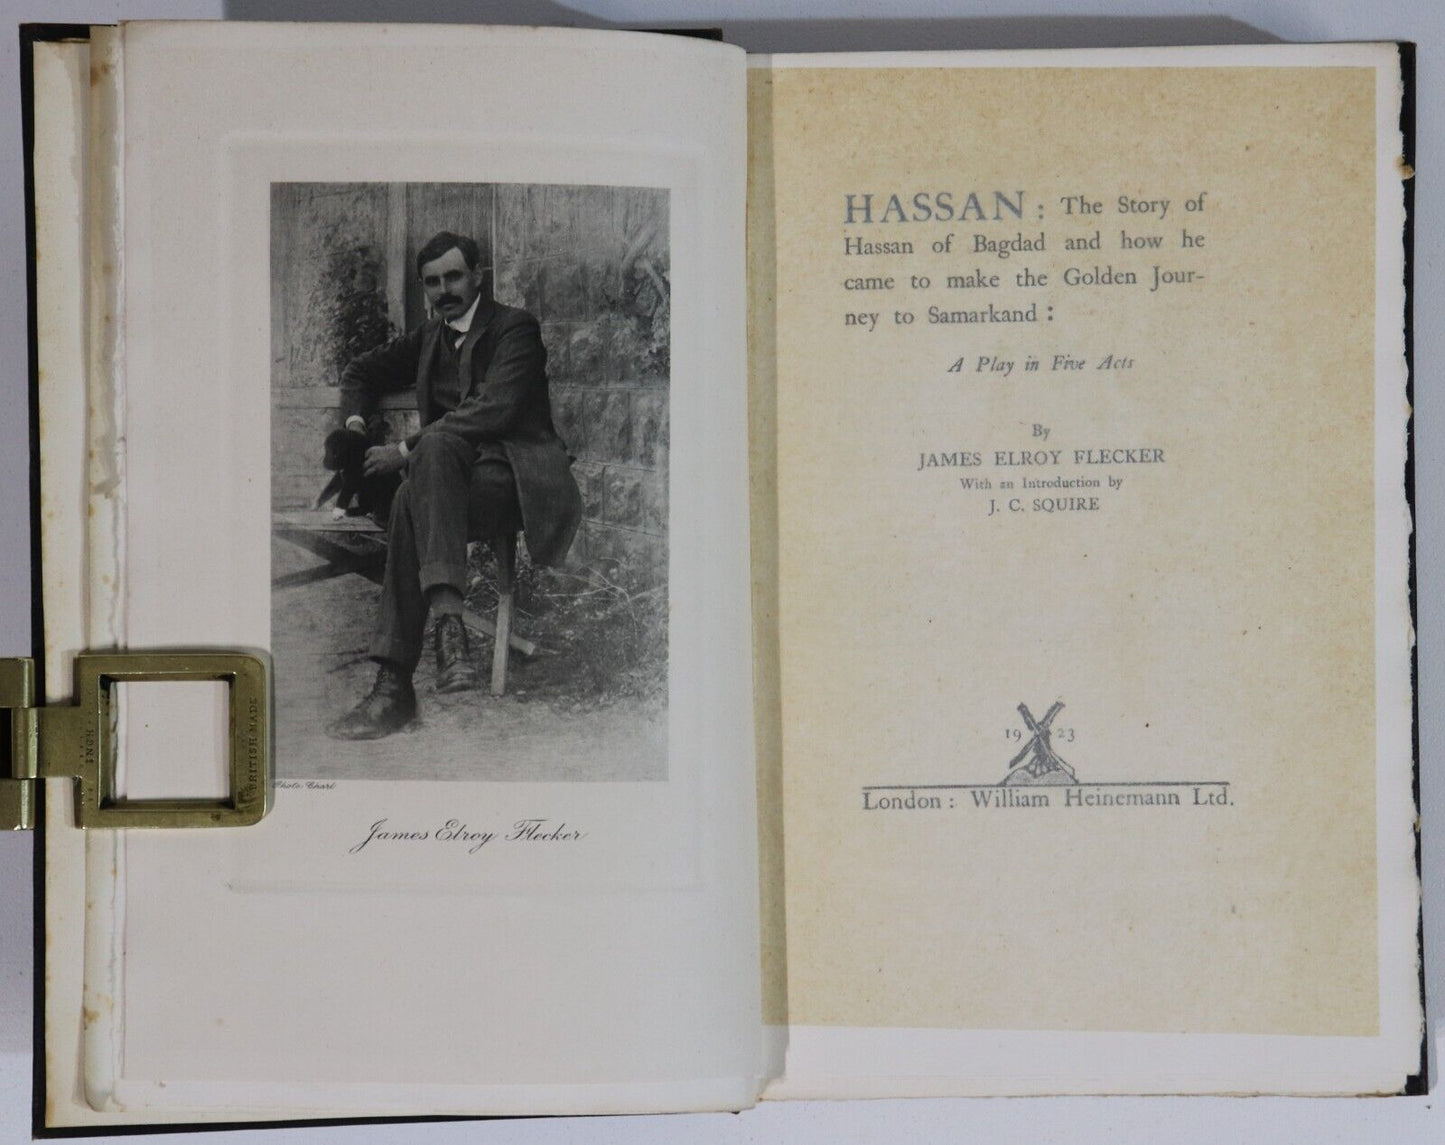 Photo. Chart
James Elroy Flecker
BRITISH MADE
HASSAN : The Story of
Hassan of Bagdad and how he
came to make the Golden Jour-
ney to Samarkand :
A Play in Five Acts
By
JAMES ELROY FLECKER
With an Introduction by
J. C. SQUIRE
19 23
London : William Heinemann Ltd.